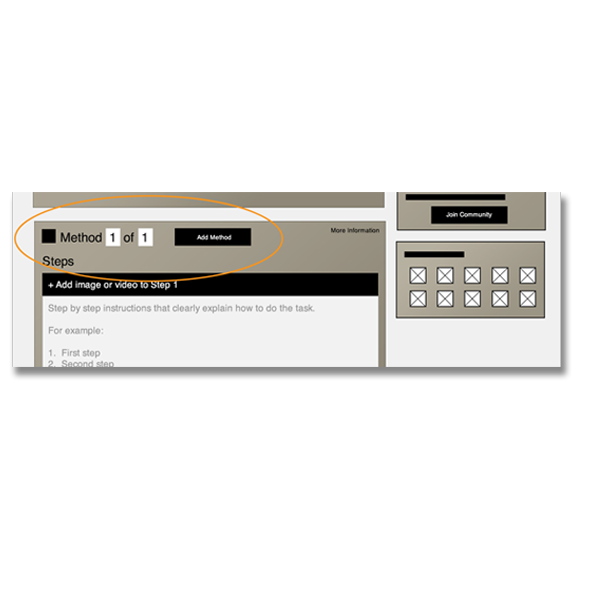 Method 1 of 1
Add Method
More Information
Steps
+ Add image or video to Step 1
Step by step instructions that clearly explain how to do the task.
For example:
1. First step
2. Second step
Join Community